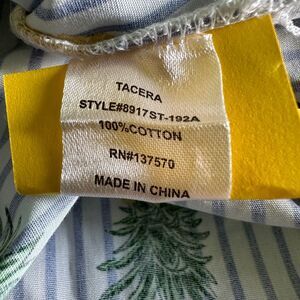 TACERA
STYLE#8917ST-192A
100%COTTON
RN#137570
MADE IN CHINA